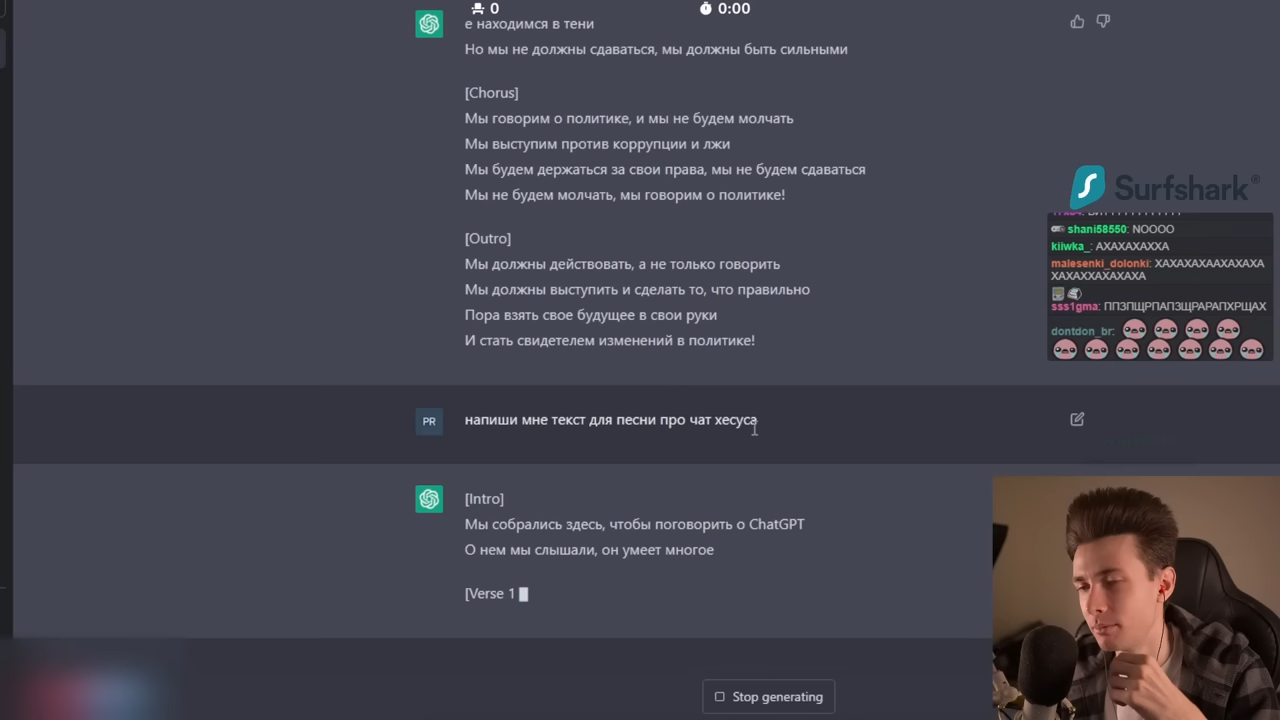 0
0:00
е находимся в тени
Но мы не должны сдаваться, мы должны быть сильными
[Chorus]
Мы говорим о политике, и мы не будем молчать
Мы выступим против коррупции и лжи
Мы будем держаться за свои права, мы не будем сдаваться
Мы не будем молчать, мы говорим о политике!
[Outro]
Мы должны действовать, а не только говорить
Мы должны выступить и сделать то, что правильно
Пора взять свое будущее в свои руки
И стать свидетелем изменений в политике!
Surfshark®
shani58550: NOOOO
kiiwka_: АХАХАХАХХА
malesenki_dolonki: ХАХАХАХААХАХАХА
ХАХАХХАХАХАХА
sss1gma: ППЗПЩРПАПЗЩРАРАПХРЩАХ
dontdon_br:
PR
напиши мне текст для песни про чат хесуса
[Intro]
Мы собрались здесь, чтобы поговорить о ChatGPT
О нем мы слышали, он умеет многое
[Verse 1
Stop generating